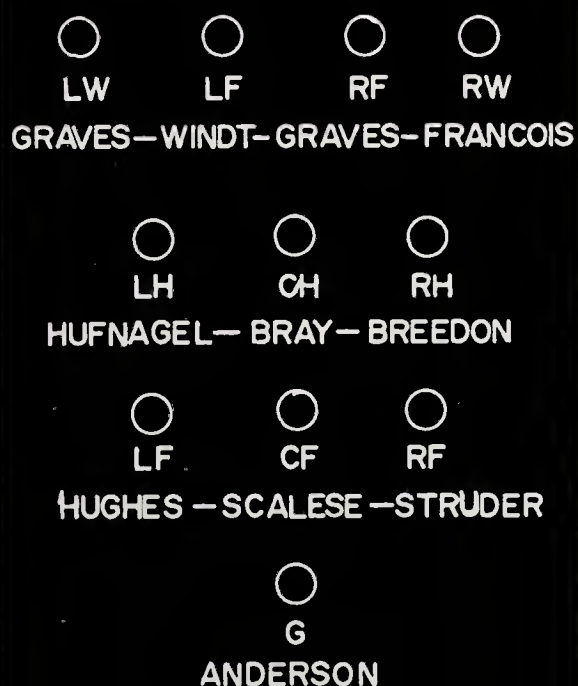 LW LF RF RW
GRAVES—WINDT—GRAVES—FRANCOIS
LH CH RH
HUFNAGEL—BRAY—BREEDON
LF CF RF
HUGHES—SCALESE—STRUDER
G
ANDERSON